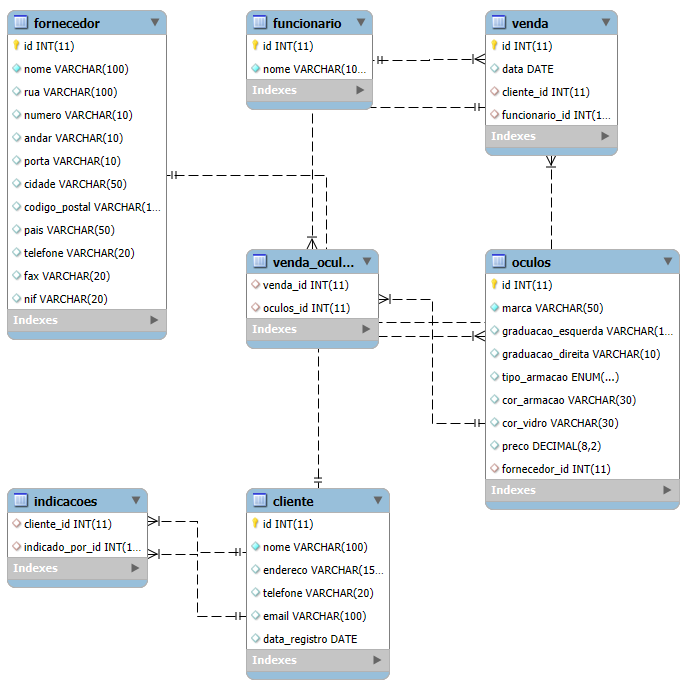 fornecedor
id INT(11)
nome VARCHAR(100)
rua VARCHAR(100)
numero VARCHAR(10)
andar VARCHAR(10)
porta VARCHAR(10)
cidade VARCHAR(50)
codigo_postal VARCHAR(1...
pais VARCHAR(50)
telefone VARCHAR(20)
fax VARCHAR(20)
nif VARCHAR(20)
Indexes
funcionario
id INT(11)
nome VARCHAR(10...
Indexes
venda
id INT(11)
data DATE
cliente_id INT(11)
funcionario_id INT(1...
Indexes
venda_ocul...
venda_id INT(11)
oculos_id INT(11)
Indexes
oculos
id INT(11)
marca VARCHAR(50)
graduacao_esquerda VARCHAR(1...
graduacao_direita VARCHAR(10)
tipo_armacao ENUM(...)
cor_armacao VARCHAR(30)
cor_vidro VARCHAR(30)
preco DECIMAL(8,2)
fornecedor_id INT(11)
Indexes
indicacoes
cliente_id INT(11)
indicado_por_id INT(1...
Indexes
cliente
id INT(11)
nome VARCHAR(100)
endereco VARCHAR(15...
telefone VARCHAR(20)
email VARCHAR(100)
data_registro DATE
Indexes